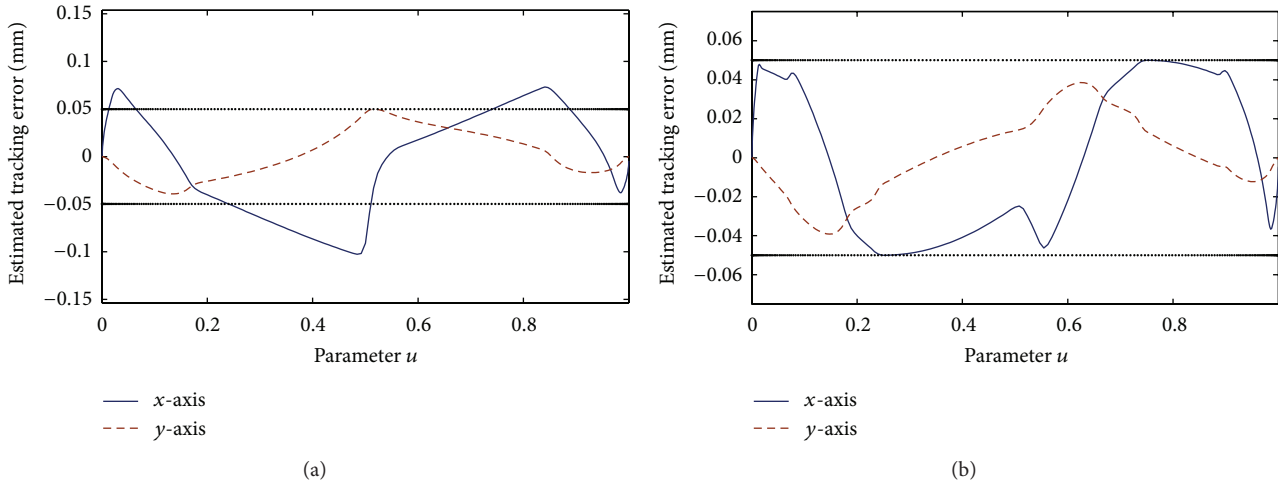 Estimated tracking error (mm)
0.15
0.1
0.05
0
−0.05
−0.1
−0.15
0
0.2
0.4
0.6
0.8
Parameter u
x-axis
y-axis
(a)
Estimated tracking error (mm)
0.06
0.04
0.02
0
−0.02
−0.04
−0.06
0
0.2
0.4
0.6
0.8
Parameter u
x-axis
y-axis
(b)